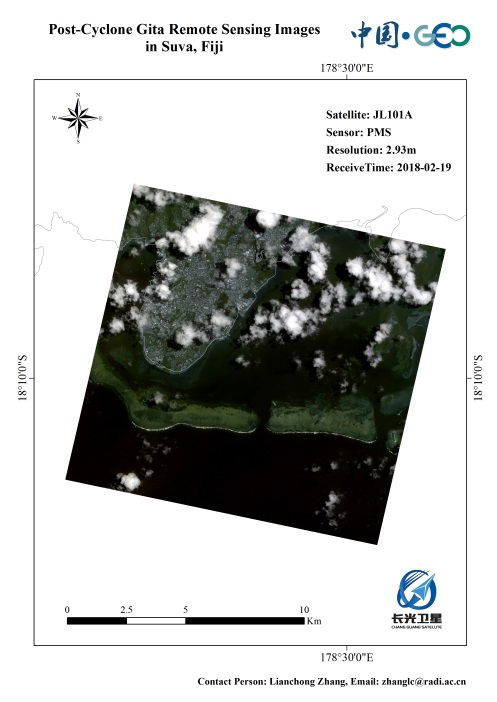 Post-Cyclone Gita Remote Sensing Images
in Suva, Fiji
中国·GEO
178°30'0"E
N
W E
S
Satellite: JL101A
Sensor: PMS
Resolution: 2.93m
ReceiveTime: 2018-02-19
18°10'0"S
18°10'0"S
0 2.5 5 10
Km
长光卫星
CHANG GUANG SATELLITE
178°30'0"E
Contact Person: Lianchong Zhang, Email: zhanglc@radi.ac.cn